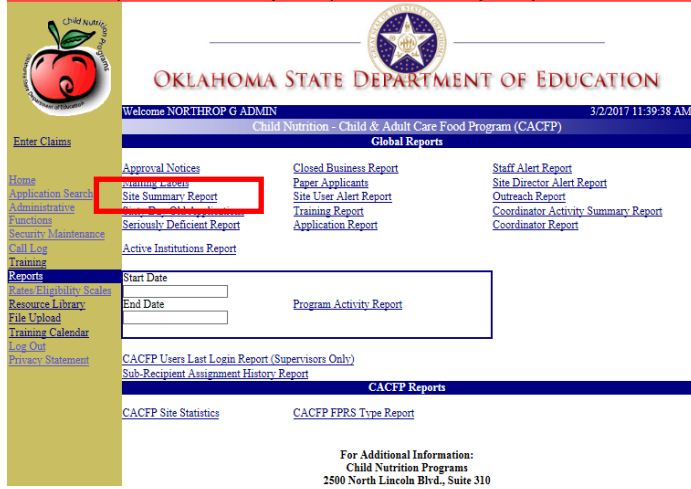 Child Nutrition
Programs
Department of Education
OKLAHOMA STATE DEPARTMENT OF EDUCATION
Welcome NORTHROP G ADMIN 3/2/2017 11:39:38 AM
Child Nutrition - Child & Adult Care Food Program (CACFP)
Enter Claims
Global Reports
Approval Notices Closed Business Report Staff Alert Report
Mailing Labels Paper Applicants Site Director Alert Report
Site Summary Report Site User Alert Report Outreach Report
Sixty Day Old Applications Training Report Coordinator Activity Summary Report
Seriously Deficient Report Application Report Coordinator Report
Active Institutions Report
Home
Application Search
Administrative
Functions
Security Maintenance
Call Log
Training
Reports
Rates/Eligibility Scales
Resource Library
File Upload
Training Calendar
Log Out
Privacy Statement
Start Date
End Date Program Activity Report
CACFP Users Last Login Report (Supervisors Only)
Sub-Recipient Assignment History Report
CACFP Reports
CACFP Site Statistics CACFP FPRS Type Report
For Additional Information:
Child Nutrition Programs
2500 North Lincoln Blvd., Suite 310